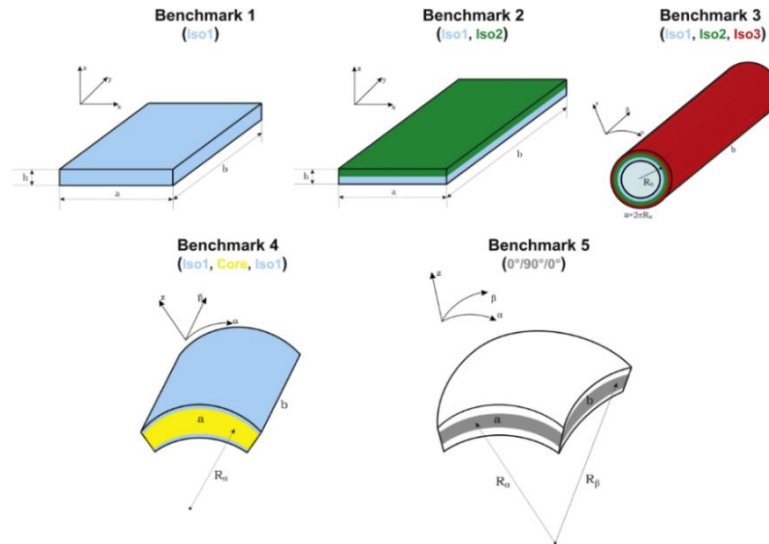 Benchmark 1
(Iso1)
z
y
x
h
a
b
Benchmark 2
(Iso1, Iso2)
z
y
x
h
a
b
Benchmark 3
(Iso1, Iso2, Iso3)
b
Rα
a=2πRα
Benchmark 4
(Iso1, Core, Iso1)
z
β
α
a
b
Rα
Benchmark 5
(0°/90°/0°)
z
β
α
a
b
Rα
Rβ